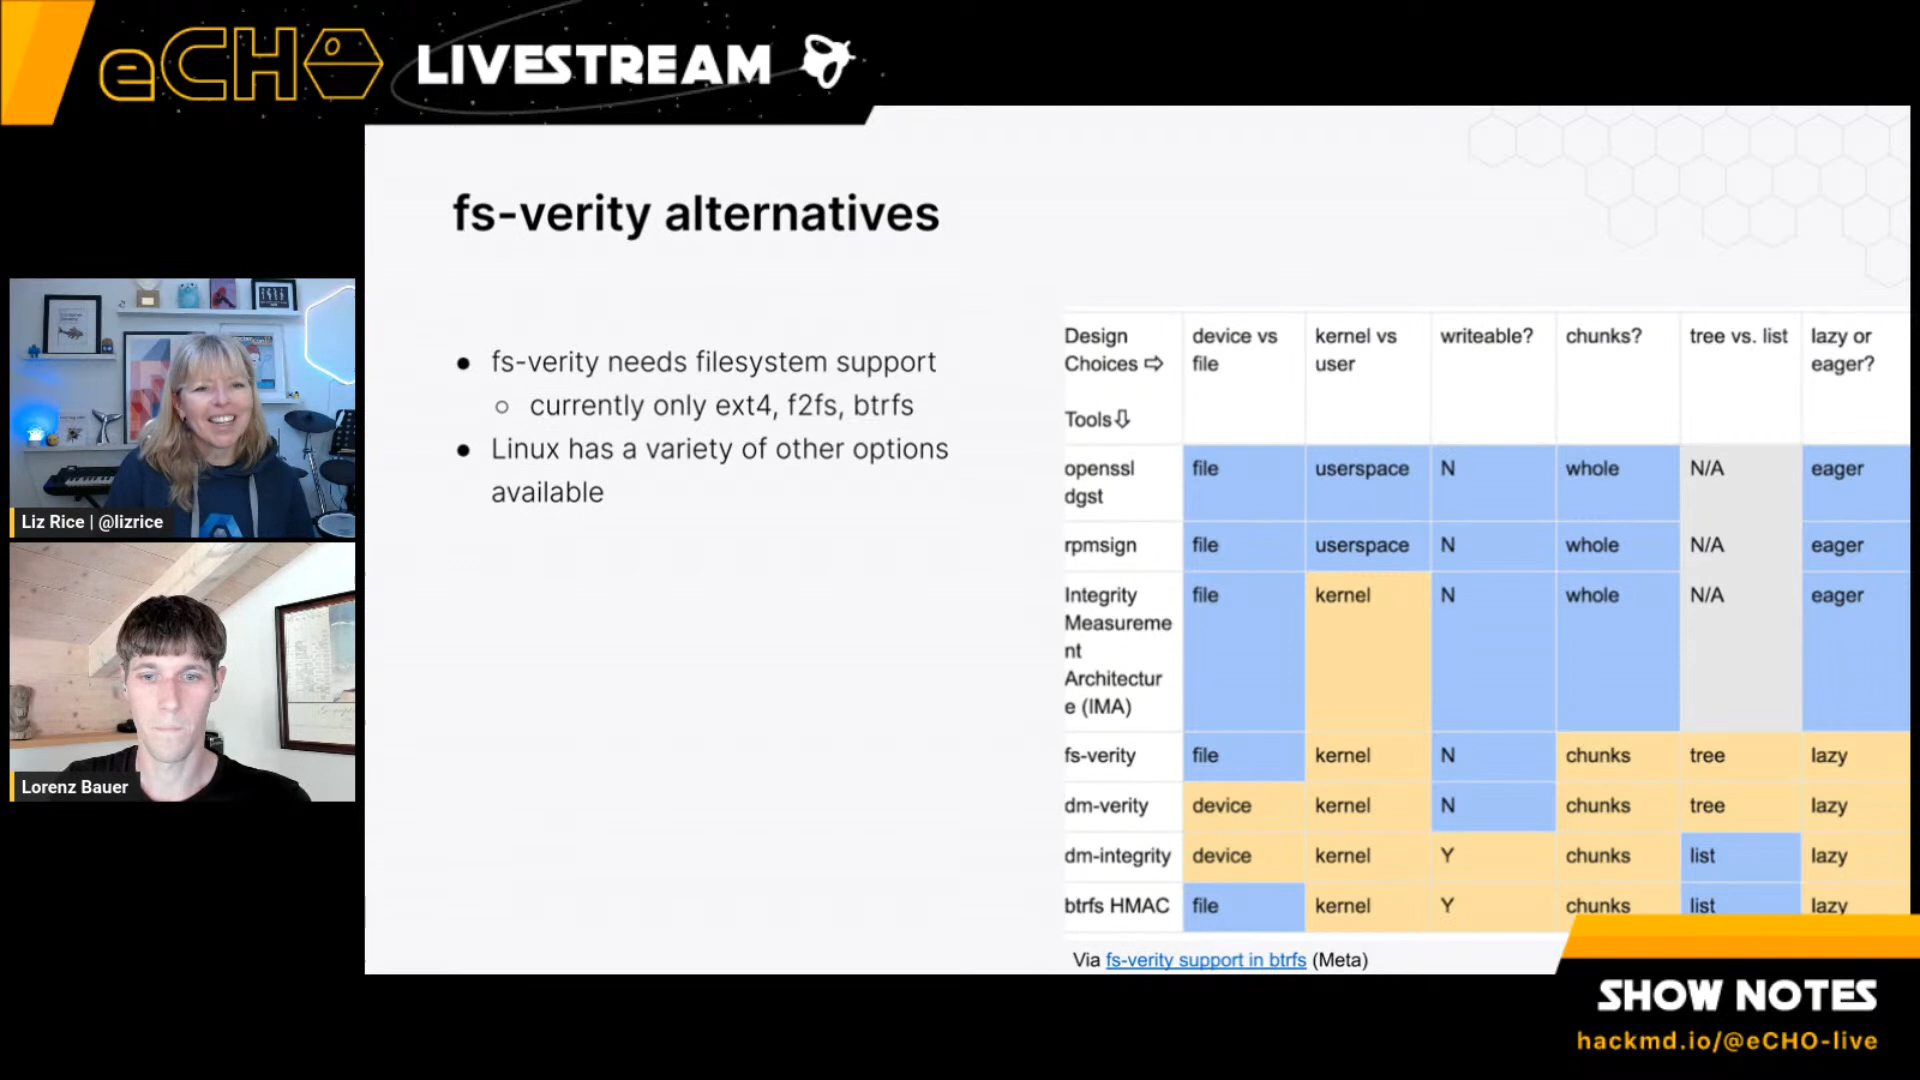 eCHO LIVESTREAM
fs-verity alternatives
● fs-verity needs filesystem support
○ currently only ext4, f2fs, btrfs
● Linux has a variety of other options
available
Design Choices ⇨ Tools⇩ device vs file kernel vs user writeable? chunks? tree vs. list lazy or eager?
openssl dgst file userspace N whole N/A eager
rpmsign file userspace N whole N/A eager
Integrity Measurement Architecture (IMA) file kernel N whole N/A eager
fs-verity file kernel N chunks tree lazy
dm-verity device kernel N chunks tree lazy
dm-integrity device kernel Y chunks list lazy
btrfs HMAC file kernel Y chunks list lazy
Via fs-verity support in btrfs (Meta)
Liz Rice | @lizrice
Lorenz Bauer
SHOW NOTES
hackmd.io/@eCHO-live